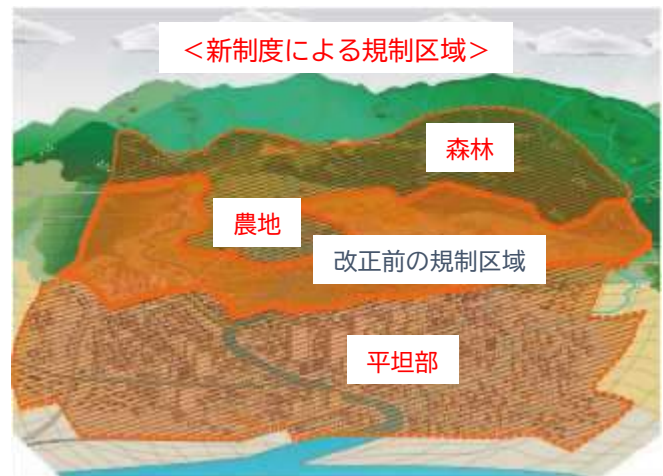 ＜新制度による規制区域＞
森林
農地
改正前の規制区域
平坦部